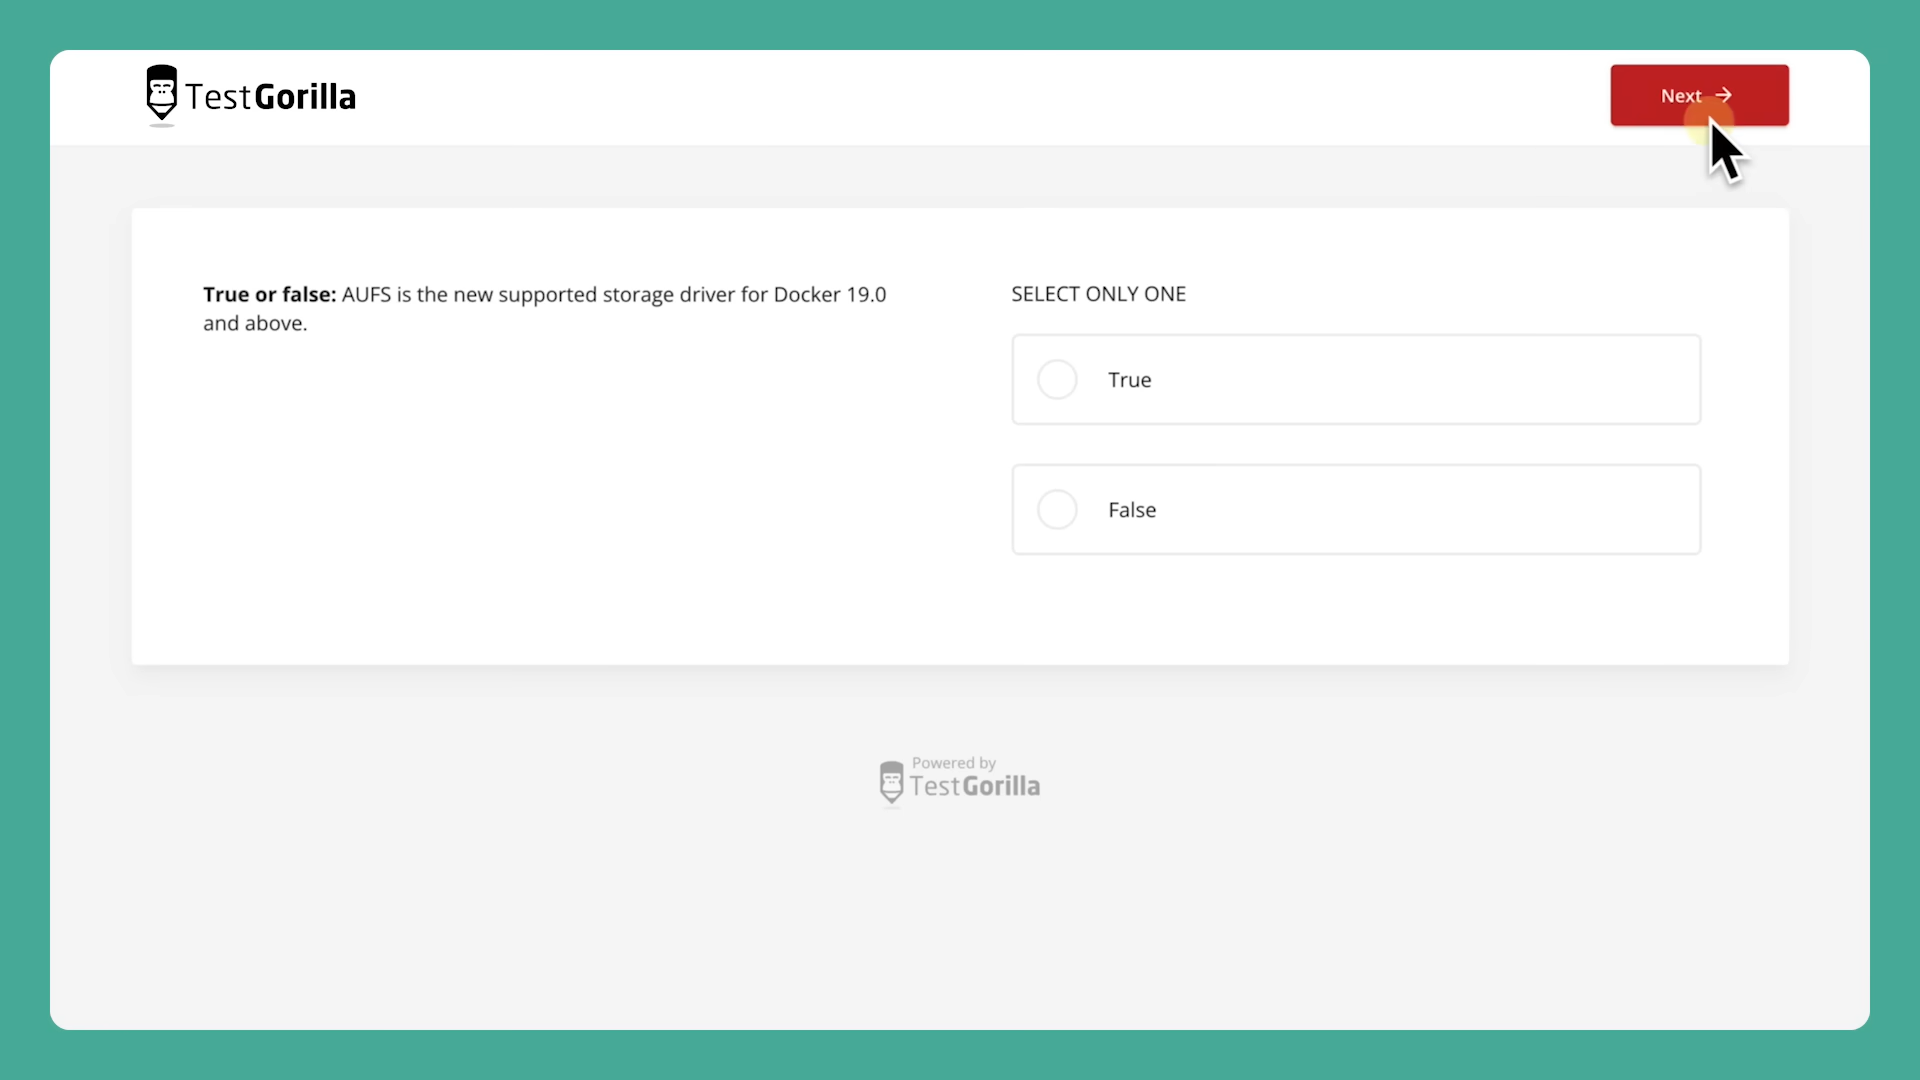 TestGorilla
Next
True or false: AUFS is the new supported storage driver for Docker 19.0
and above.
SELECT ONLY ONE
True
False
Powered by
TestGorilla